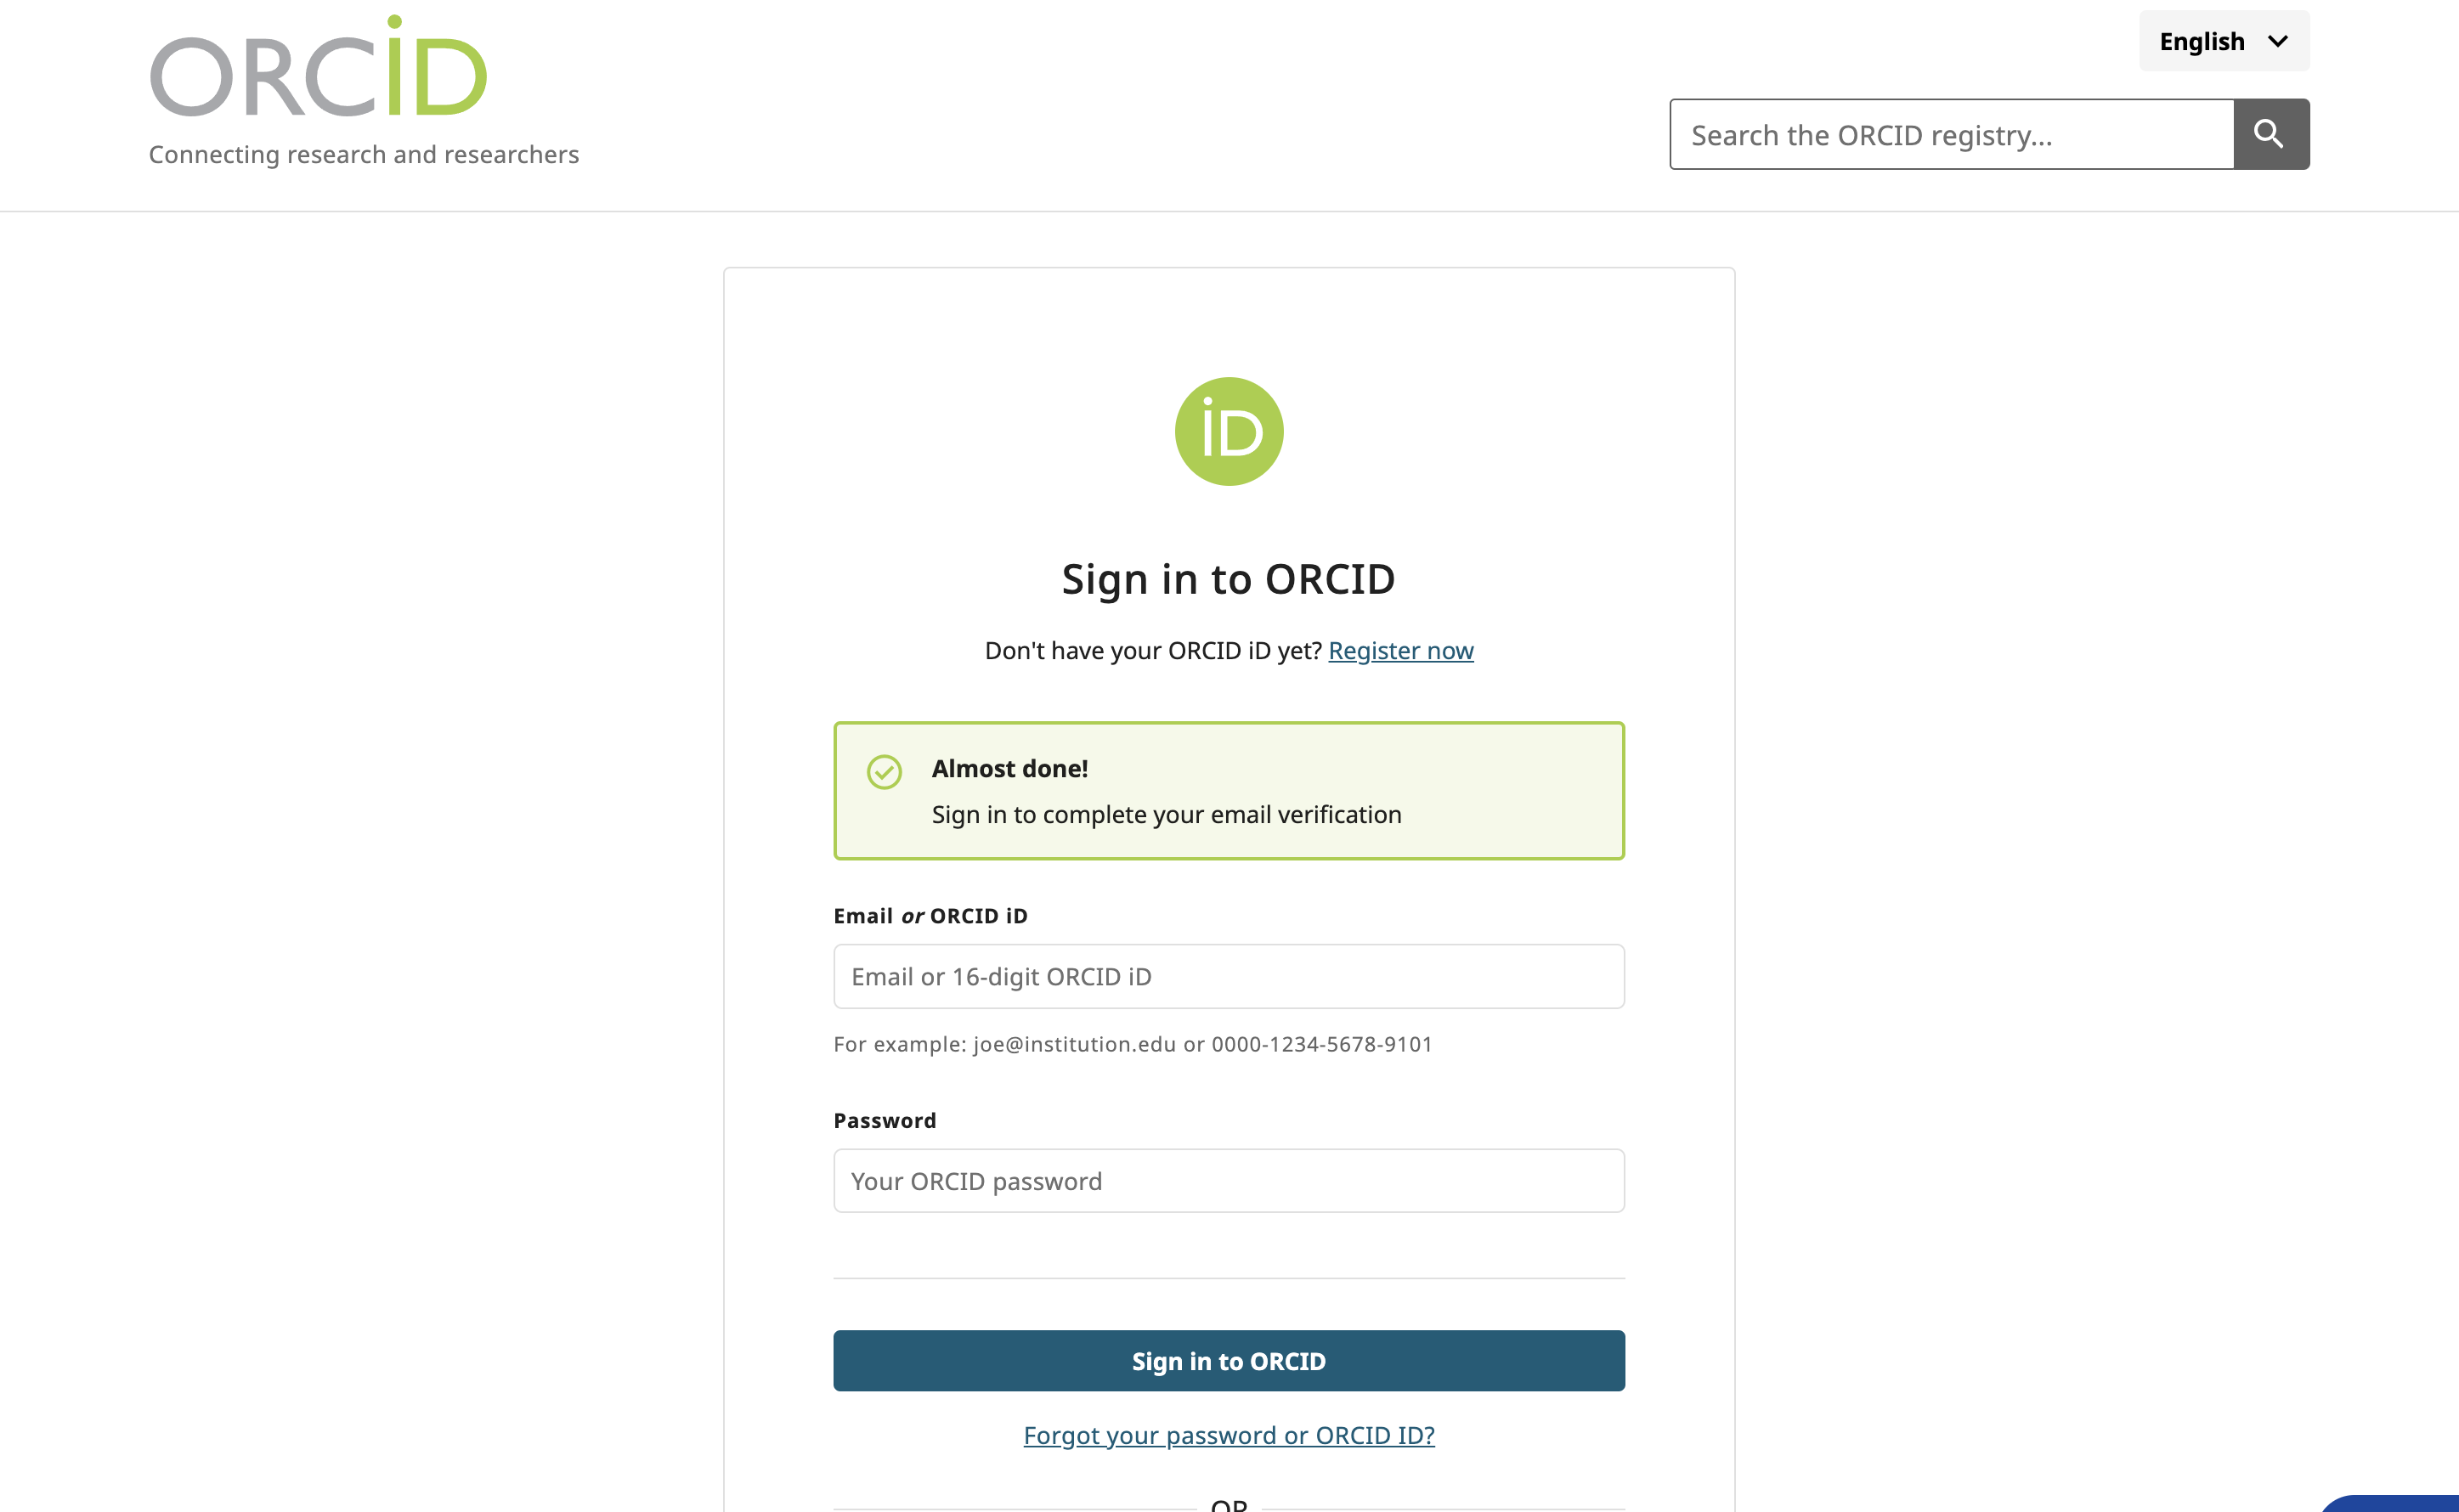 ORCiD
Connecting research and researchers
English
Search the ORCID registry...
iD
Sign in to ORCID
Don't have your ORCID iD yet? Register now
Almost done!
Sign in to complete your email verification
Email or ORCID iD
Email or 16-digit ORCID iD
For example: joe@institution.edu or 0000-1234-5678-9101
Password
Your ORCID password
Sign in to ORCID
Forgot your password or ORCID ID?
OR